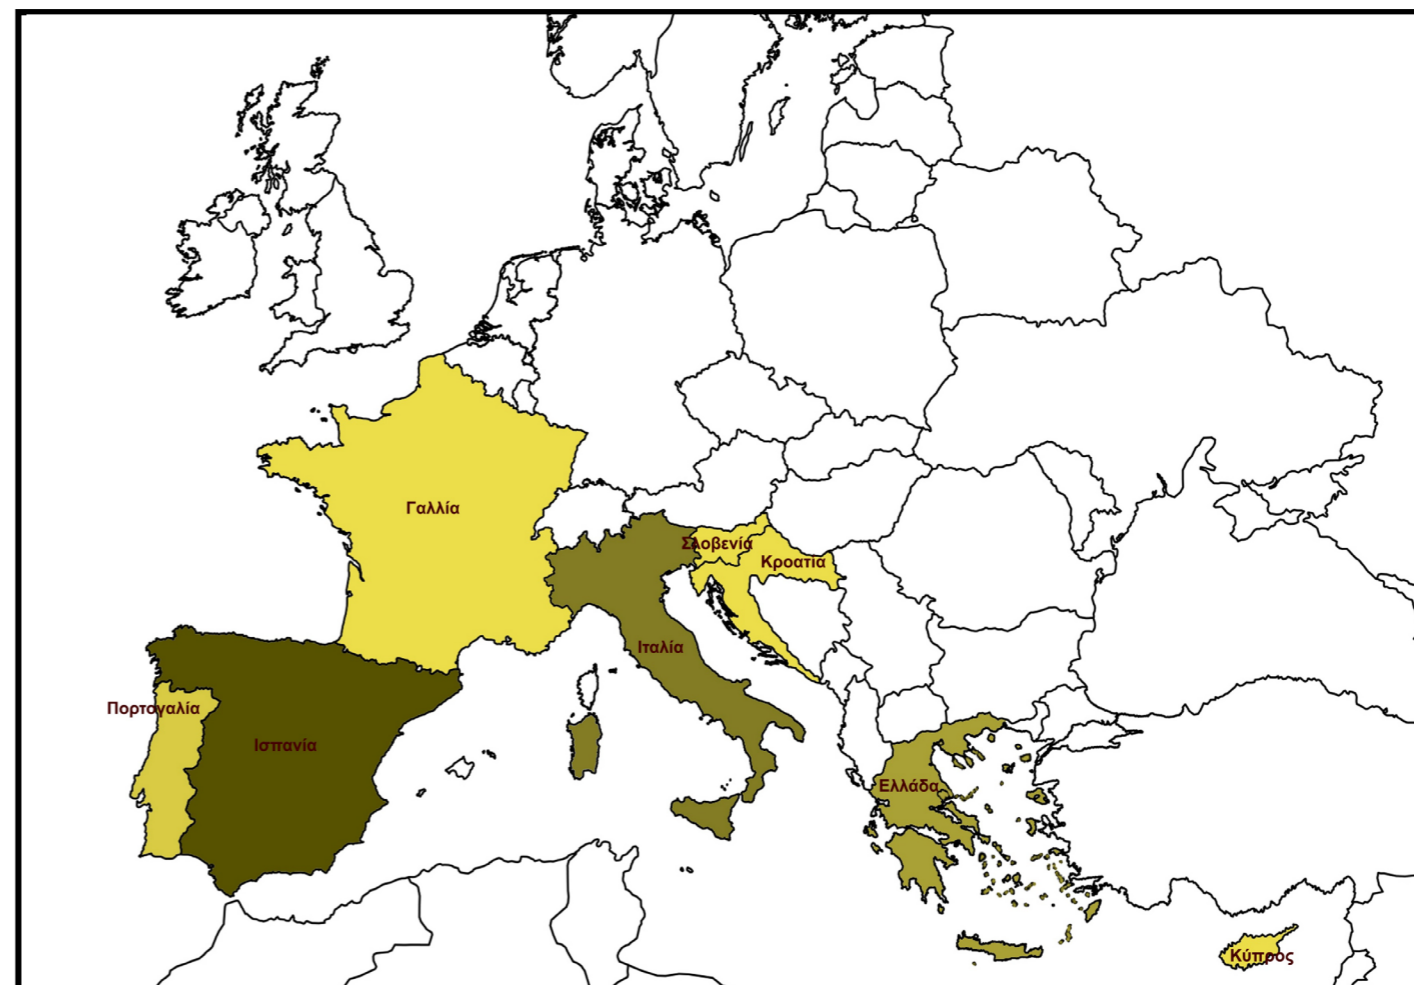 Γαλλία
Σλοβενία
Κροατία
Ιταλία
Πορτογαλία
Ισπανία
Ελλάδα
Κύπρος